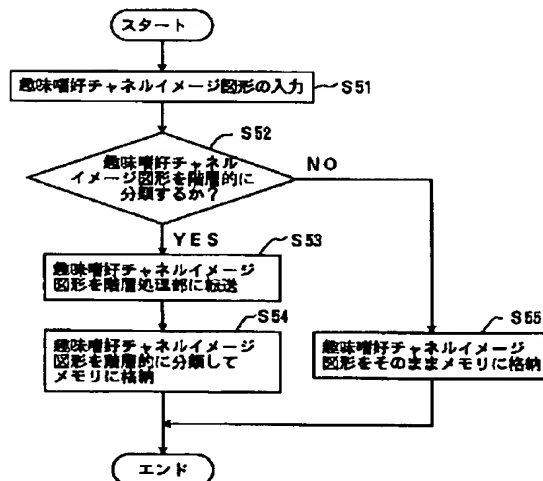 スタート
趣味嗜好チャネルイメージ図形の入力
S51
S52
趣味嗜好チャネル
イメージ図形を階層的に
分類するか?
NO
YES
S53
趣味嗜好チャネルイメージ
図形を階層処理部に転送
S54
趣味嗜好チャネルイメージ
図形を階層的に分類して
メモリに格納
S55
趣味嗜好チャネルイメージ
図形をそのままメモリに格納
エンド